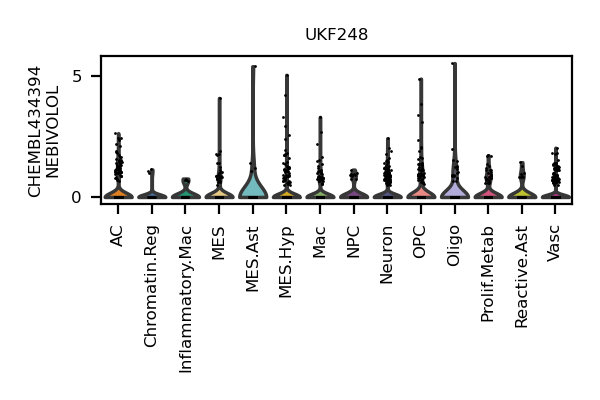 UKF248
CHEMBL434394
NEBIVOLOL
5
0
AC
Chromatin.Reg
Inflammatory.Mac
MES
MES.Ast
MES.Hyp
Mac
NPC
Neuron
OPC
Oligo
Prolif.Metab
Reactive.Ast
Vasc